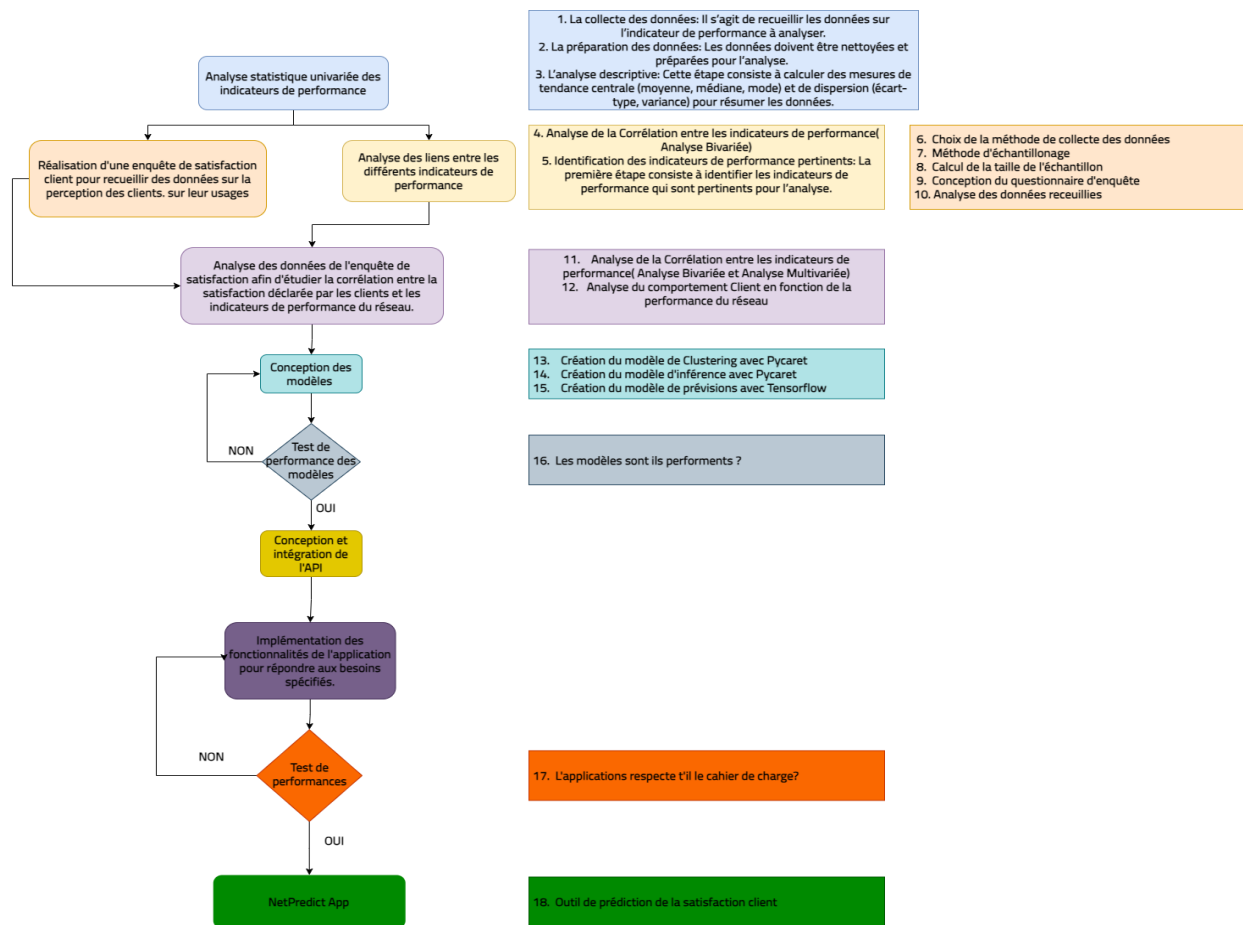 1. La collecte des données: Il s'agit de recueillir les données sur
l'indicateur de performance à analyser.
2. La préparation des données: Les données doivent être nettoyées et
préparées pour l'analyse.
3. L'analyse descriptive: Cette étape consiste à calculer des mesures de
tendance centrale (moyenne, médiane, mode) et de dispersion (écart-
type, variance) pour résumer les données.
Analyse statistique univariée des
indicateurs de performance
Réalisation d'une enquête de satisfaction
client pour recueillir des données sur la
perception des clients. sur leur usages
Analyse des liens entre les
différents indicateurs de
performance
4. Analyse de la Corrélation entre les indicateurs de performance(
Analyse Bivariée)
5. Identification des indicateurs de performance pertinents: La
première étape consiste à identifier les indicateurs de
performance qui sont pertinents pour l'analyse.
6. Choix de la méthode de collecte des données
7. Méthode d'échantillonage
8. Calcul de la taille de l'échantillon
9. Conception du questionnaire d'enquête
10. Analyse des données receuillies
Analyse des données de l'enquête de
satisfaction afin d'étudier la corrélation entre la
satisfaction déclarée par les clients et les
indicateurs de performance du réseau.
11. Analyse de la Corrélation entre les indicateurs de
performance( Analyse Bivariée et Analyse Multivariée)
12. Analyse du comportement Client en fonction de la
performance du réseau
Conception des
modèles
13. Création du modèle de Clustering avec Pycaret
14. Création du modèle d'inférence avec Pycaret
15. Création du modèle de prévisions avec Tensorflow
NON
Test de
performance des
modèles
16. Les modèles sont ils performents ?
OUI
Conception et
intégration de
l'API
Implémentation des
fonctionnalités de l'application
pour répondre aux besoins
spécifiés.
NON
Test de
performances
17. L'applications respecte t'il le cahier de charge?
OUI
NetPredict App
18. Outil de prédiction de la satisfaction client